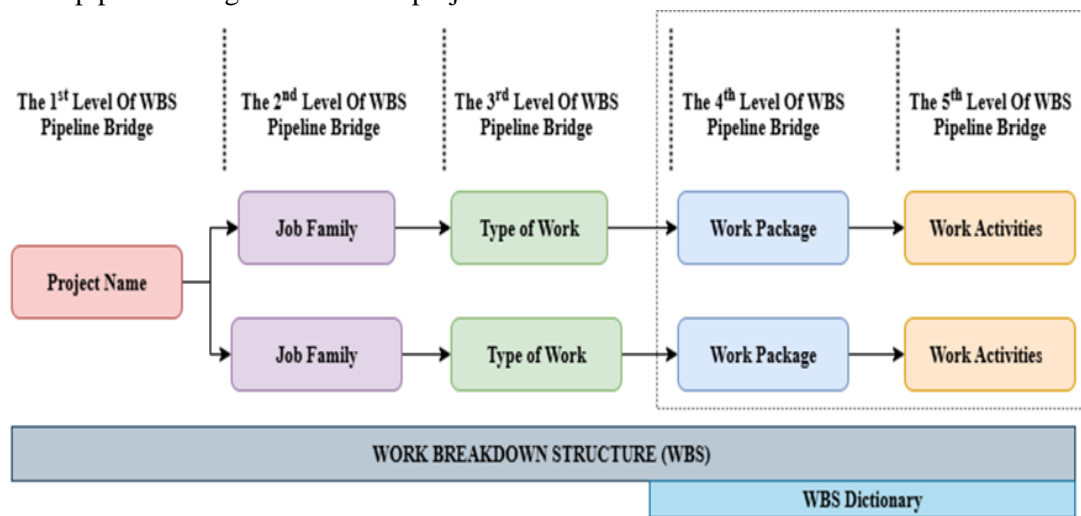 The 1st Level Of WBS
Pipeline Bridge
The 2nd Level Of WBS
Pipeline Bridge
The 3rd Level Of WBS
Pipeline Bridge
The 4th Level Of WBS
Pipeline Bridge
The 5th Level Of WBS
Pipeline Bridge
Project Name
Job Family
Type of Work
Work Package
Work Activities
Job Family
Type of Work
Work Package
Work Activities
WORK BREAKDOWN STRUCTURE (WBS)
WBS Dictionary